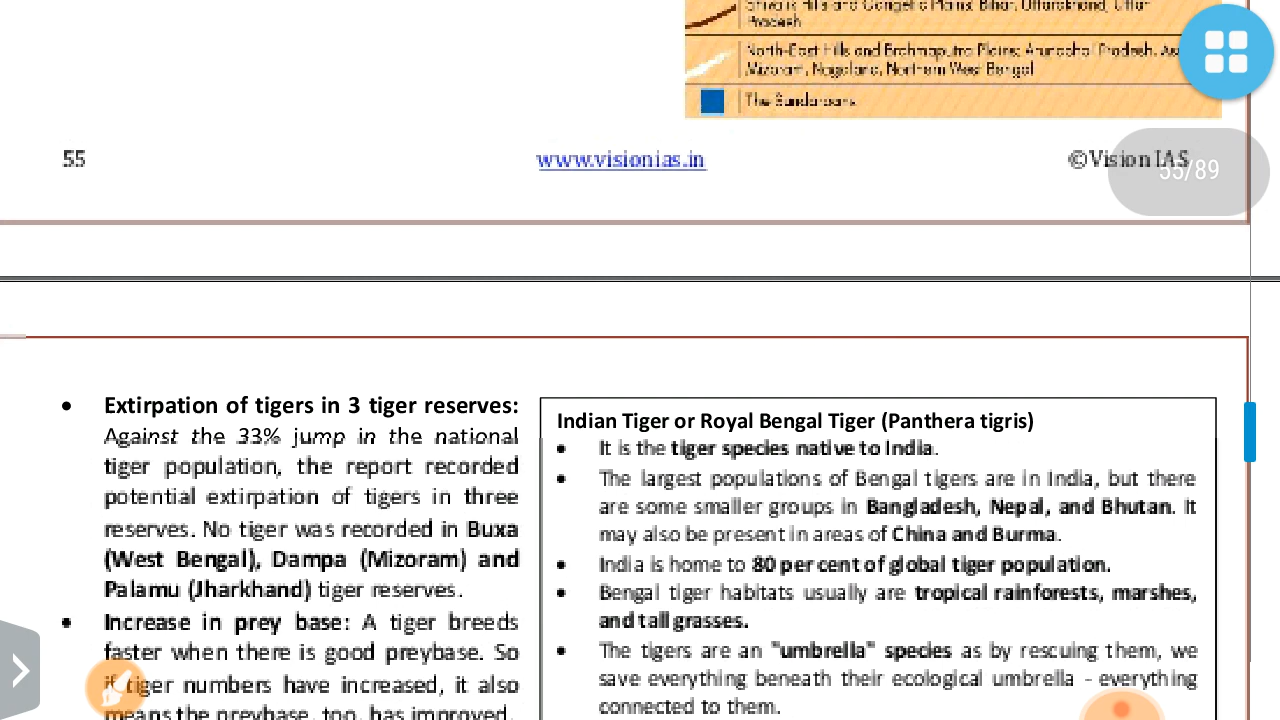 Shivalik Hills and Gangetic Plains: Bihar, Uttarakhand, Uttar
Pradesh
North-East Hills and Brahmaputra Plains: Arunachal Pradesh, As
Mizoram, Nagaland, Northern West Bengal
The Sundarbans
55
www.visionias.in
©Vision IAS
55/89
• Extirpation of tigers in 3 tiger reserves:
Against the 33% jump in the national
tiger population, the report recorded
potential extirpation of tigers in three
reserves. No tiger was recorded in Buxa
(West Bengal), Dampa (Mizoram) and
Palamu (Jharkhand) tiger reserves.
• Increase in prey base: A tiger breeds
faster when there is good preybase. So
if tiger numbers have increased, it also
means the preybase, too, has improved.
Indian Tiger or Royal Bengal Tiger (Panthera tigris)
• It is the tiger species native to India.
• The largest populations of Bengal tigers are in India, but there
are some smaller groups in Bangladesh, Nepal, and Bhutan. It
may also be present in areas of China and Burma.
• India is home to 80 per cent of global tiger population.
• Bengal tiger habitats usually are tropical rainforests, marshes,
and tall grasses.
• The tigers are an "umbrella" species as by rescuing them, we
save everything beneath their ecological umbrella - everything
connected to them.